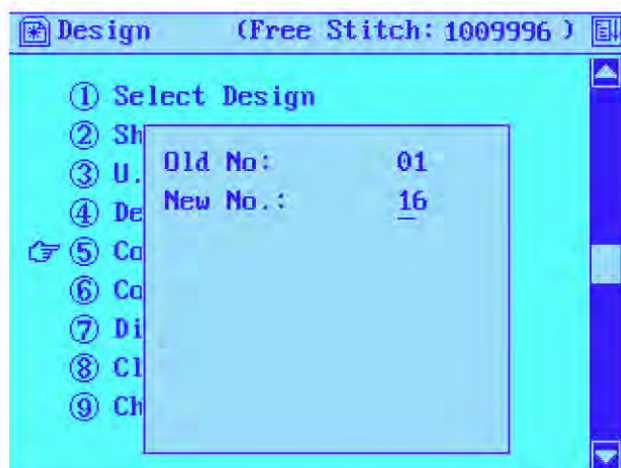 Design (Free Stitch: 1009996 )
① Select Design
② Sh
③ U.
④ De
⑤ Co
⑥ Co
⑦ Di
⑧ Cl
⑨ Ch
Old No: 01
New No.: 16